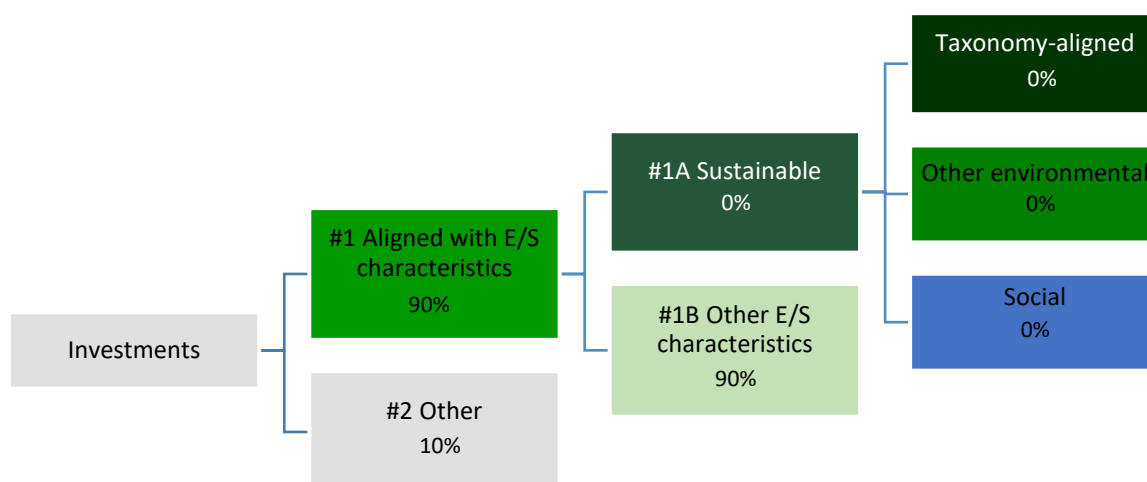 Investments
#1 Aligned with E/S
characteristics
90%
#2 Other
10%
#1A Sustainable
0%
#1B Other E/S
characteristics
90%
Taxonomy-aligned
0%
Other environmental
0%
Social
0%